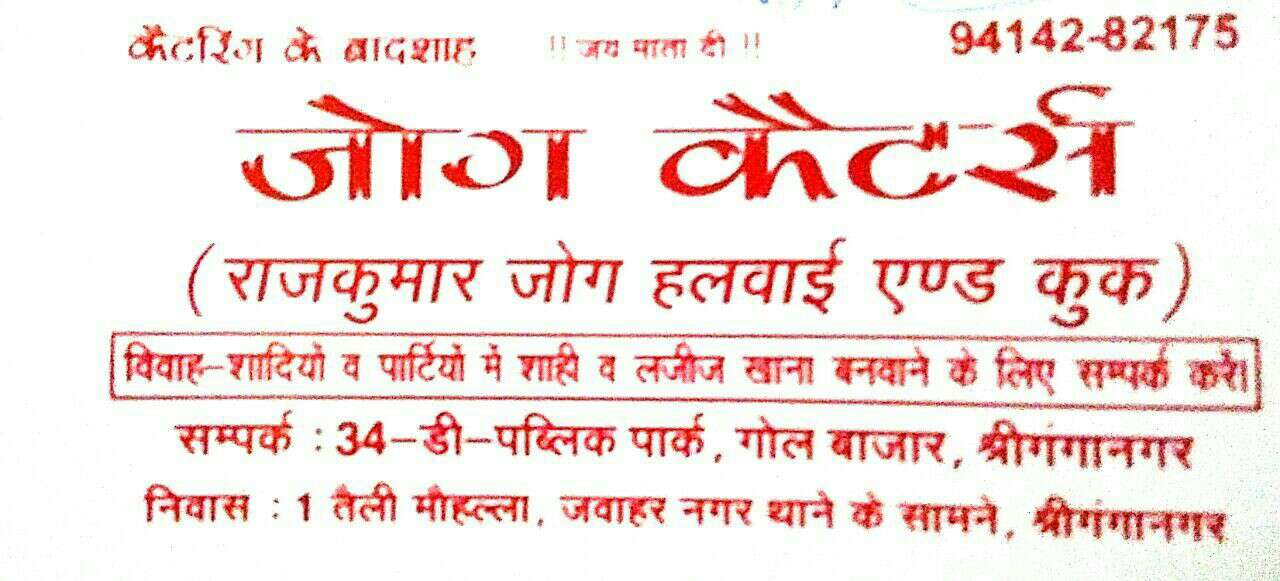 कैटरिंग के बादशाह !! जय माता दी !! 94142-82175
जोग कैटर्स
(राजकुमार जोग हलवाई एण्ड कुक)
विवाह-शादियों व पार्टियों में शाही व लजीज खाना बनवाने के लिए सम्पर्क करें।
सम्पर्क : 34-डी-पब्लिक पार्क, गोल बाजार, श्रीगंगानगर
निवास : 1 तैली मौहल्ला, जवाहर नगर थाने के सामने, श्रीगंगानगर